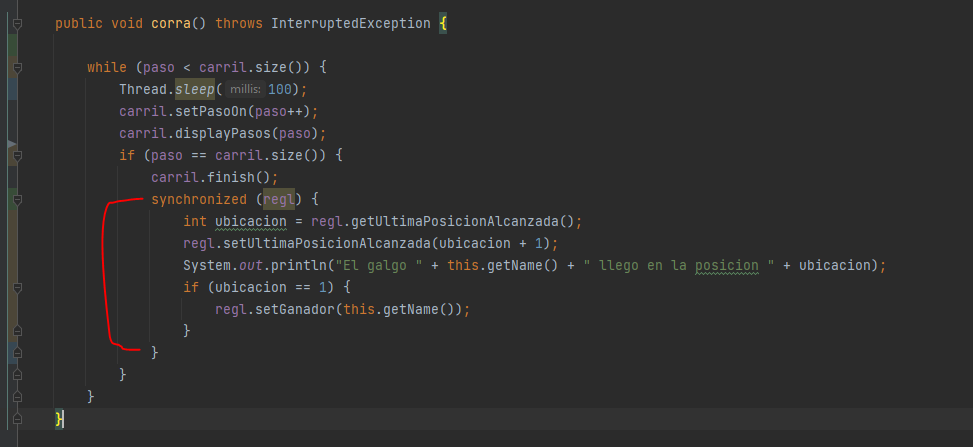 public void corra() throws InterruptedException {
while (paso < carril.size()) {
Thread.sleep( millis: 100);
carril.setPasoOn(paso++);
carril.displayPasos(paso);
if (paso == carril.size()) {
carril.finish();
synchronized (regl) {
int ubicacion = regl.getUltimaPosicionAlcanzada();
regl.setUltimaPosicionAlcanzada(ubicacion + 1);
System.out.println("El galgo " + this.getName() + " llego en la posicion " + ubicacion);
if (ubicacion == 1) {
regl.setGanador(this.getName());
}
}
}
}
}